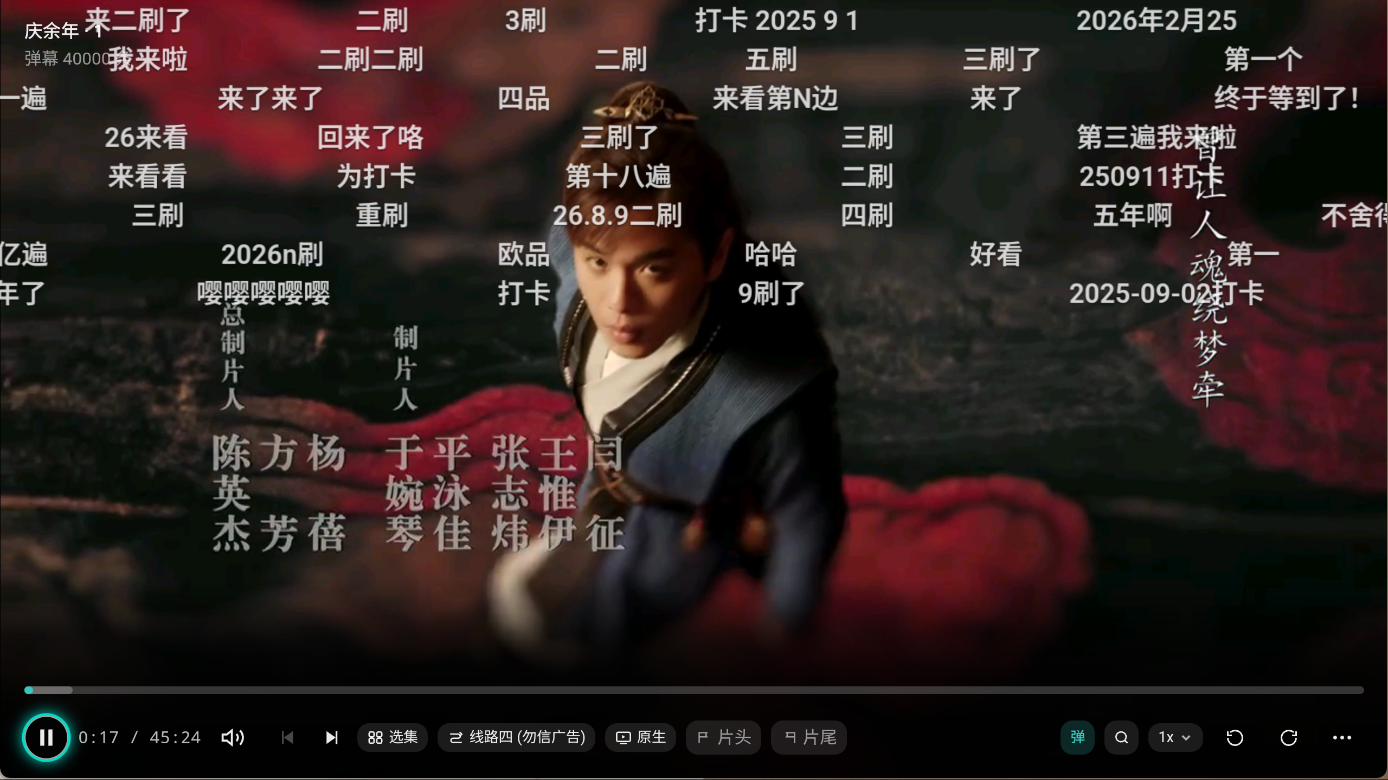 庆余年
弹幕 40000
来二刷了
二刷
3刷
打卡 2025 9 1
2026年2月25
我来啦
二刷二刷
二刷
五刷
三刷了
第一个
一遍
来了来了
四品
来看第N边
来了
终于等到了！
26来看
回来了咯
三刷了
三刷
第三遍我来啦
来看看
为打卡
第十八遍
二刷
250911打卡
三刷
重刷
26.8.9二刷
四刷
五年啊
不舍得
亿遍
2026n刷
欧品
哈哈
好看
第一
年了
嘤嘤嘤嘤嘤
打卡
9刷了
2025-09-02打卡
皆让人魂绕梦牵
总制片人
陈英杰
方芳
杨蓓
制片人
于婉琴
平泳佳
张志炜
王惟伊
闫征
0:17 / 45:24
选集
线路四 (勿信广告)
原生
片头
片尾
弹
1x